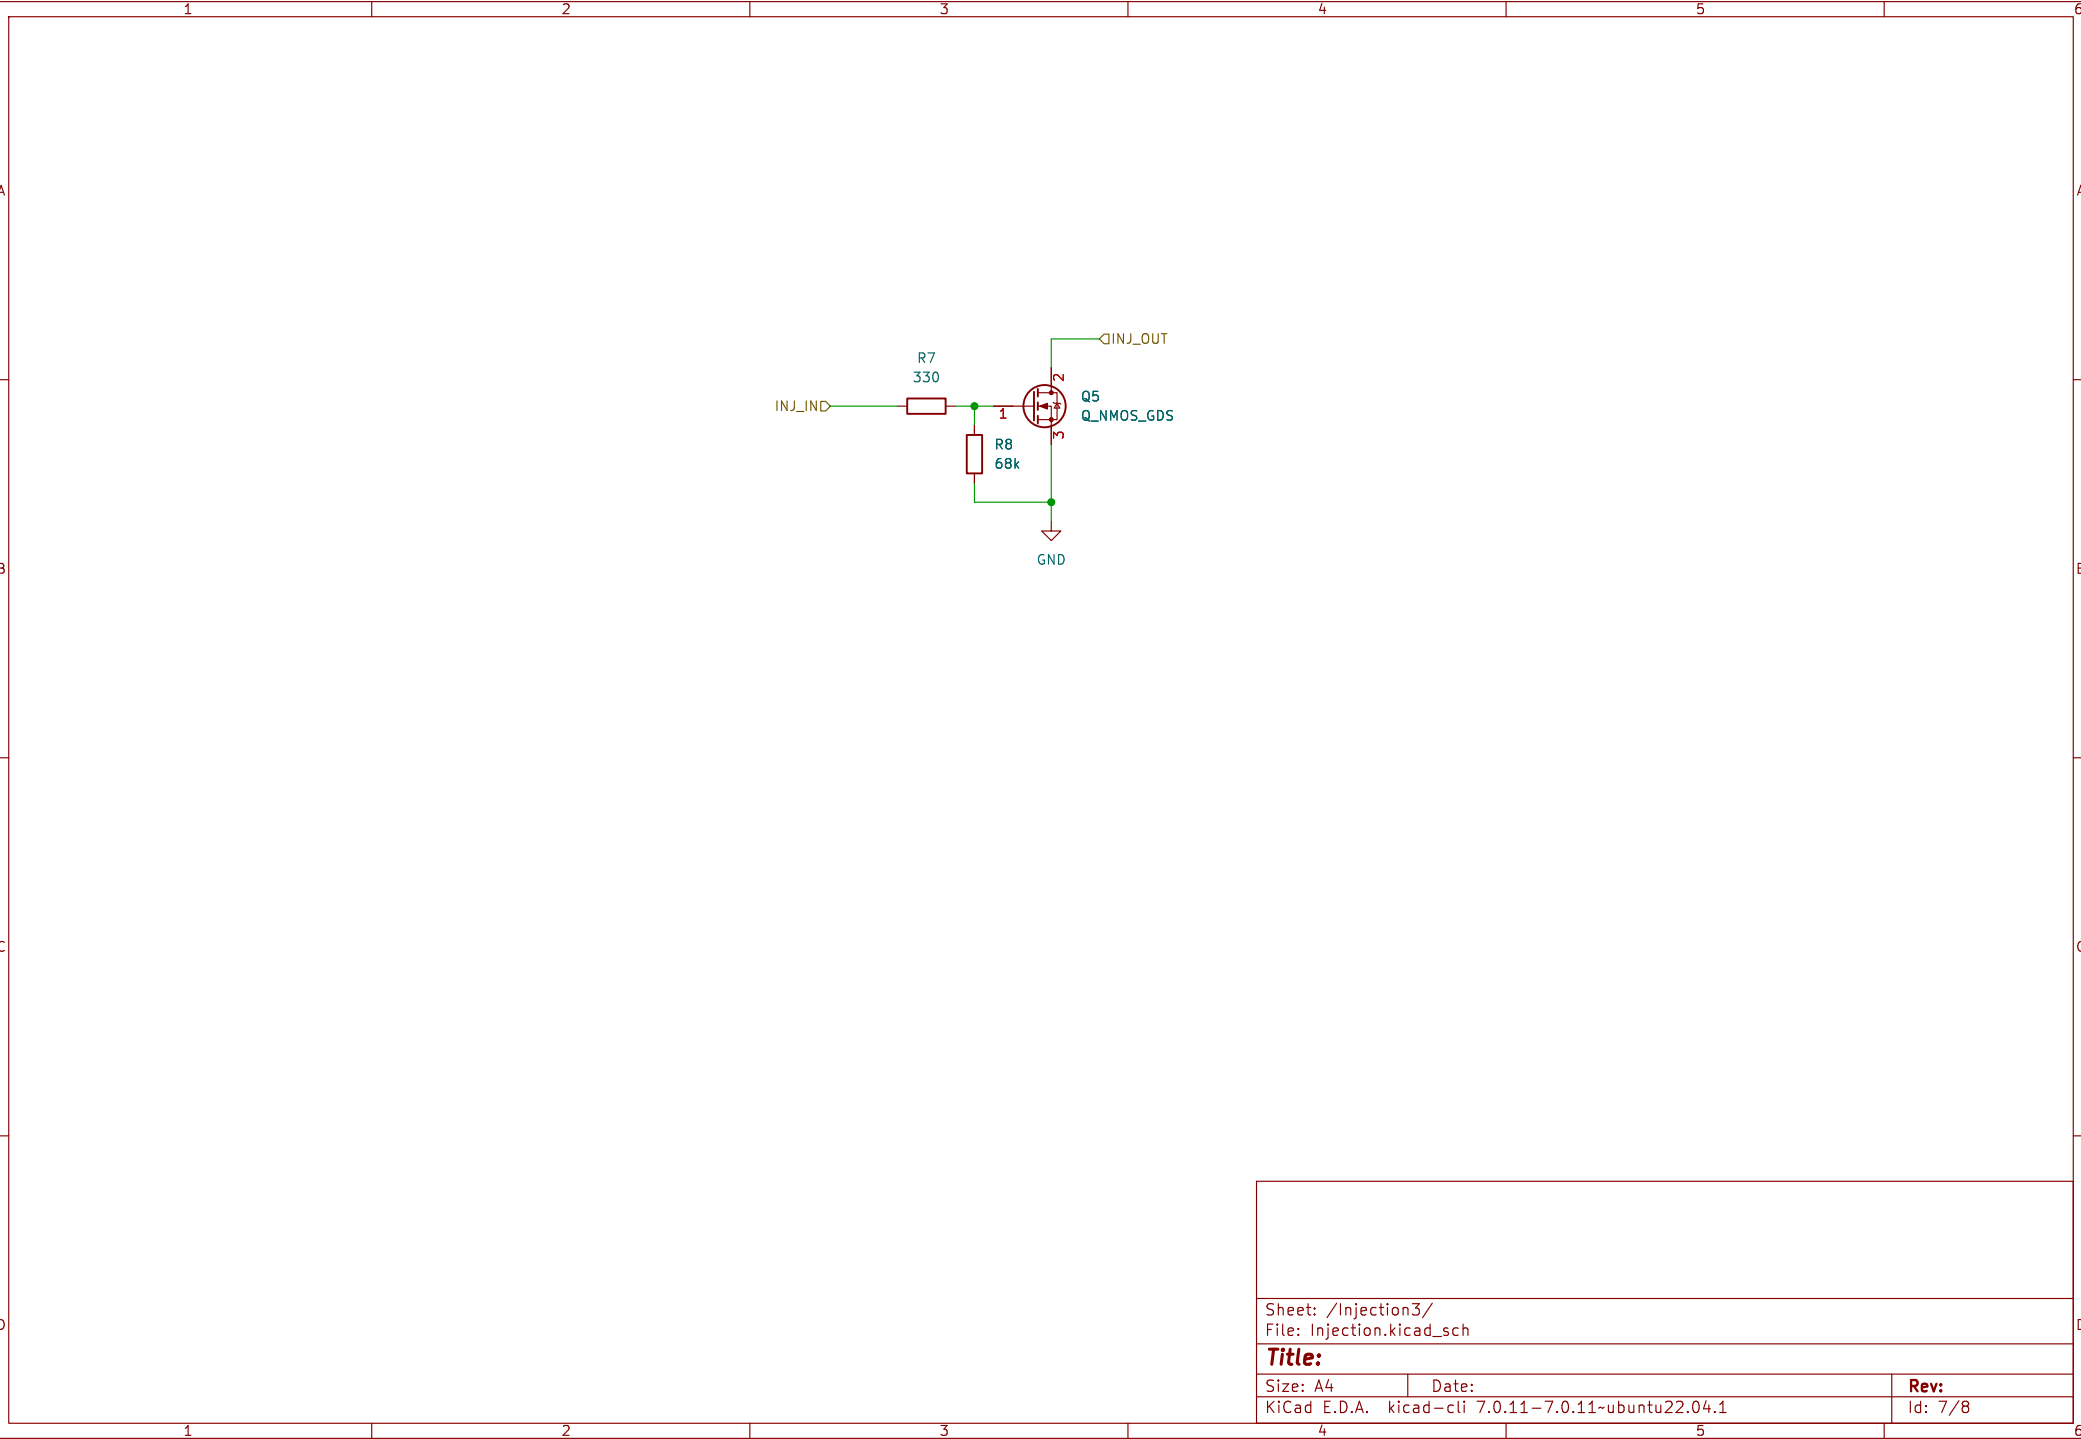 1 2 3 4 5 6
A A
INJ_OUT
R7
330
2
Q5
Q_NMOS_GDS
INJ_IN
1
3
R8
68k
GND
B B
C C
Sheet: /Injection3/
File: Injection.kicad_sch
D D
Title:
Size: A4 Date: Rev:
KiCad E.D.A. kicad-cli 7.0.11-7.0.11~ubuntu22.04.1 Id: 7/8
1 2 3 4 5 6